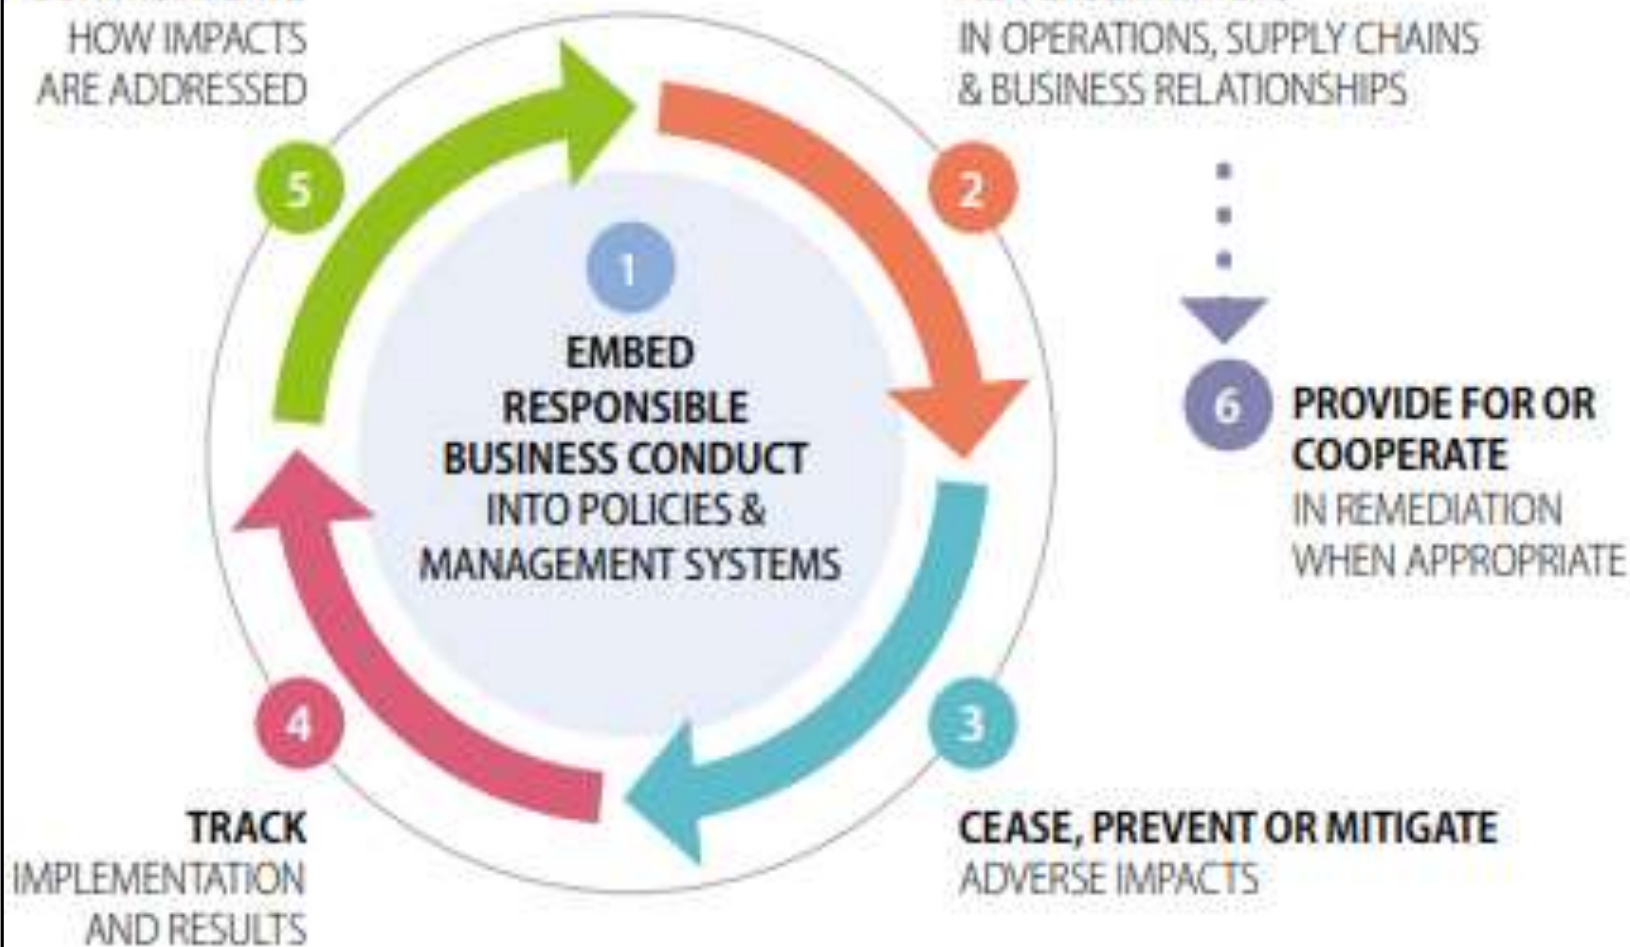 HOW IMPACTS
ARE ADDRESSED
IN OPERATIONS, SUPPLY CHAINS
& BUSINESS RELATIONSHIPS
5
2
1
EMBED
RESPONSIBLE
BUSINESS CONDUCT
INTO POLICIES &
MANAGEMENT SYSTEMS
6
PROVIDE FOR OR
COOPERATE
IN REMEDIATION
WHEN APPROPRIATE
4
3
TRACK
IMPLEMENTATION
AND RESULTS
CEASE, PREVENT OR MITIGATE
ADVERSE IMPACTS